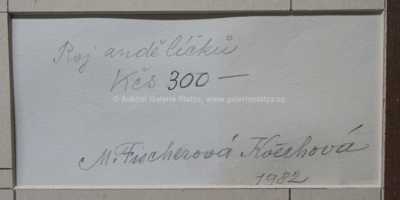 Roj andělíčků
Kčs 300 —
© Aukční Galerie Platýz, www.galerieplatyz.cz
M. Fischerová Kvěchová
1982